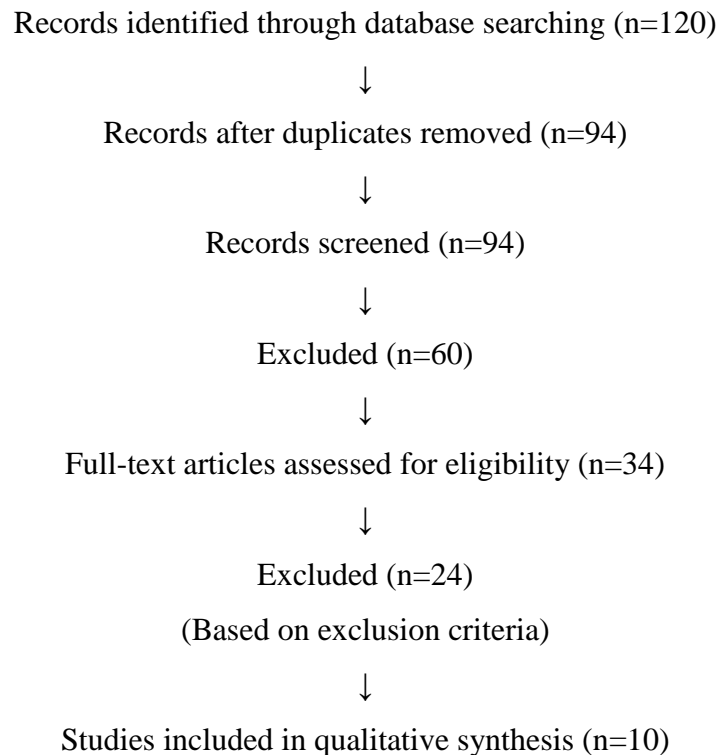 Records identified through database searching (n=120)
↓
Records after duplicates removed (n=94)
↓
Records screened (n=94)
↓
Excluded (n=60)
↓
Full-text articles assessed for eligibility (n=34)
↓
Excluded (n=24)
(Based on exclusion criteria)
↓
Studies included in qualitative synthesis (n=10)